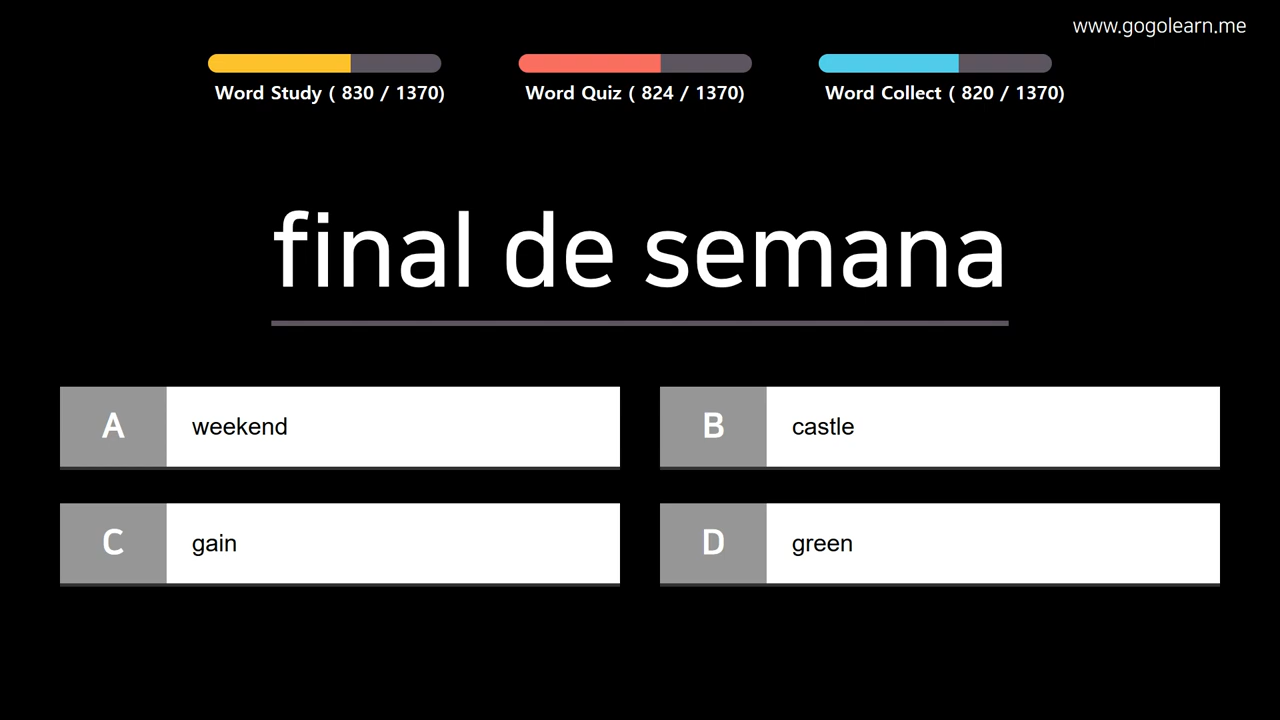 www.gogolearn.me
Word Study ( 830 / 1370)
Word Quiz ( 824 / 1370)
Word Collect ( 820 / 1370)
final de semana
A weekend
B castle
C gain
D green